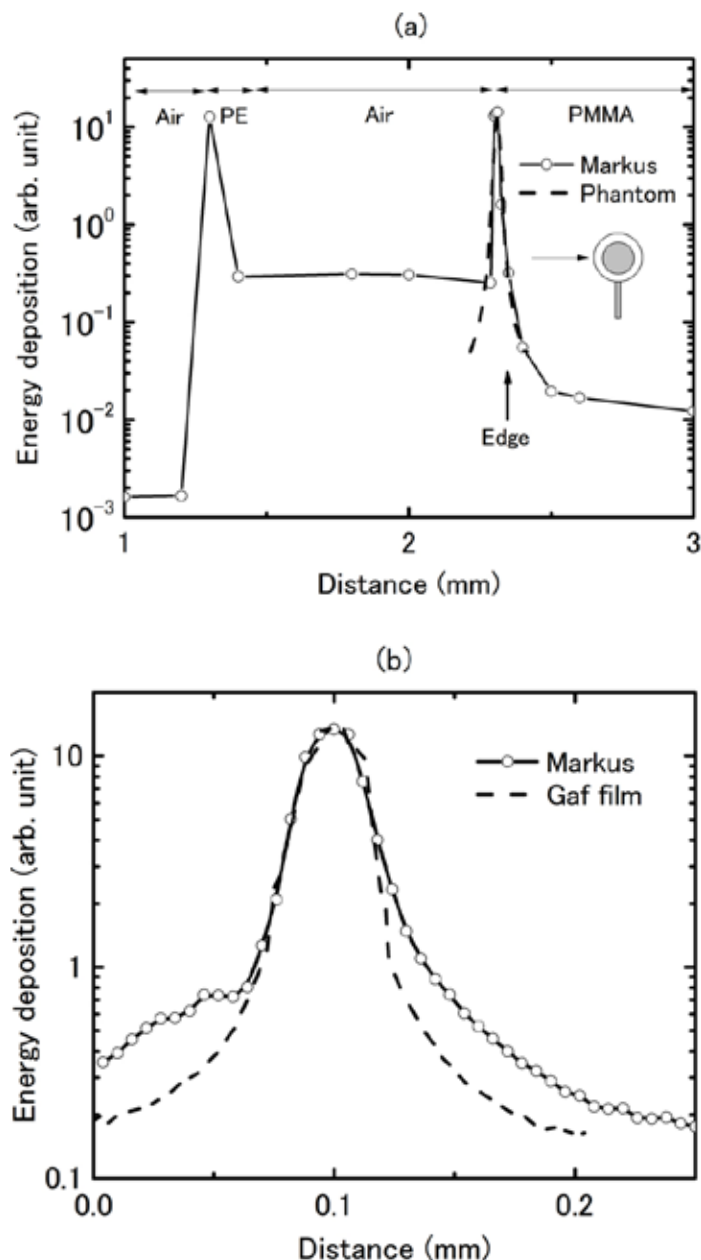 (a)
Energy deposition (arb. unit)
10^1
10^0
10^-1
10^-2
10^-3
Air PE Air PMMA
Markus
Phantom
Edge
1 2 3
Distance (mm)
(b)
Energy deposition (arb. unit)
10
1
0.1
Markus
Gaf film
0.0 0.1 0.2
Distance (mm)